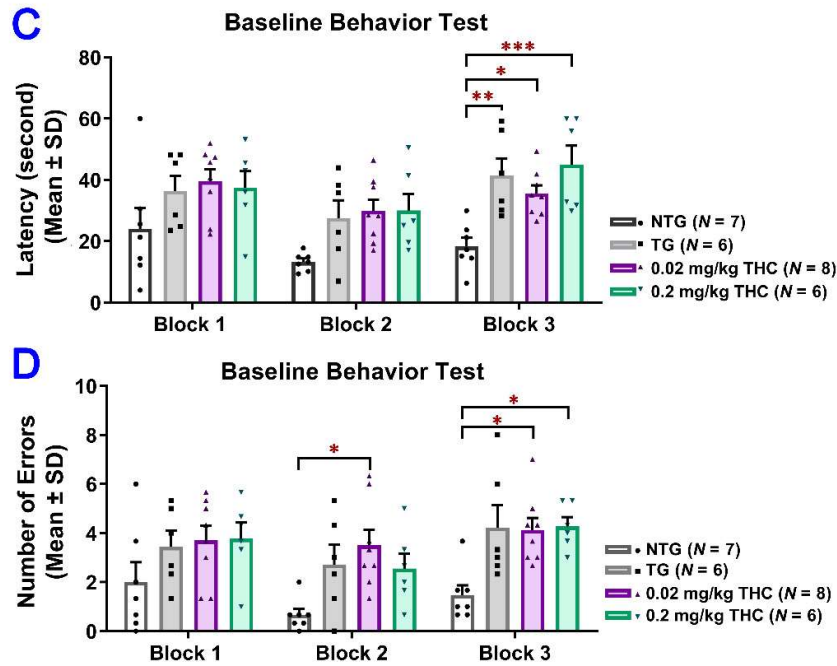 C
Baseline Behavior Test
Latency (second)
(Mean ± SD)
80
60
40
20
0
***
*
**
Block 1
Block 2
Block 3
NTG (N = 7)
TG (N = 6)
0.02 mg/kg THC (N = 8)
0.2 mg/kg THC (N = 6)
D
Baseline Behavior Test
Number of Errors
(Mean ± SD)
10
8
6
4
2
0
*
*
*
Block 1
Block 2
Block 3
NTG (N = 7)
TG (N = 6)
0.02 mg/kg THC (N = 8)
0.2 mg/kg THC (N = 6)